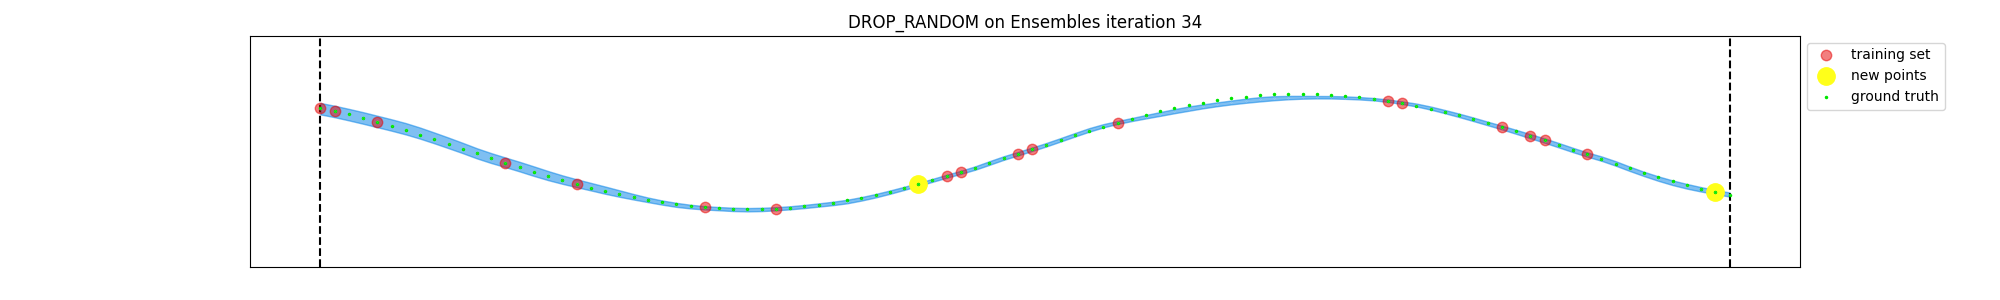 DROP_RANDOM on Ensembles iteration 34
training set
new points
ground truth